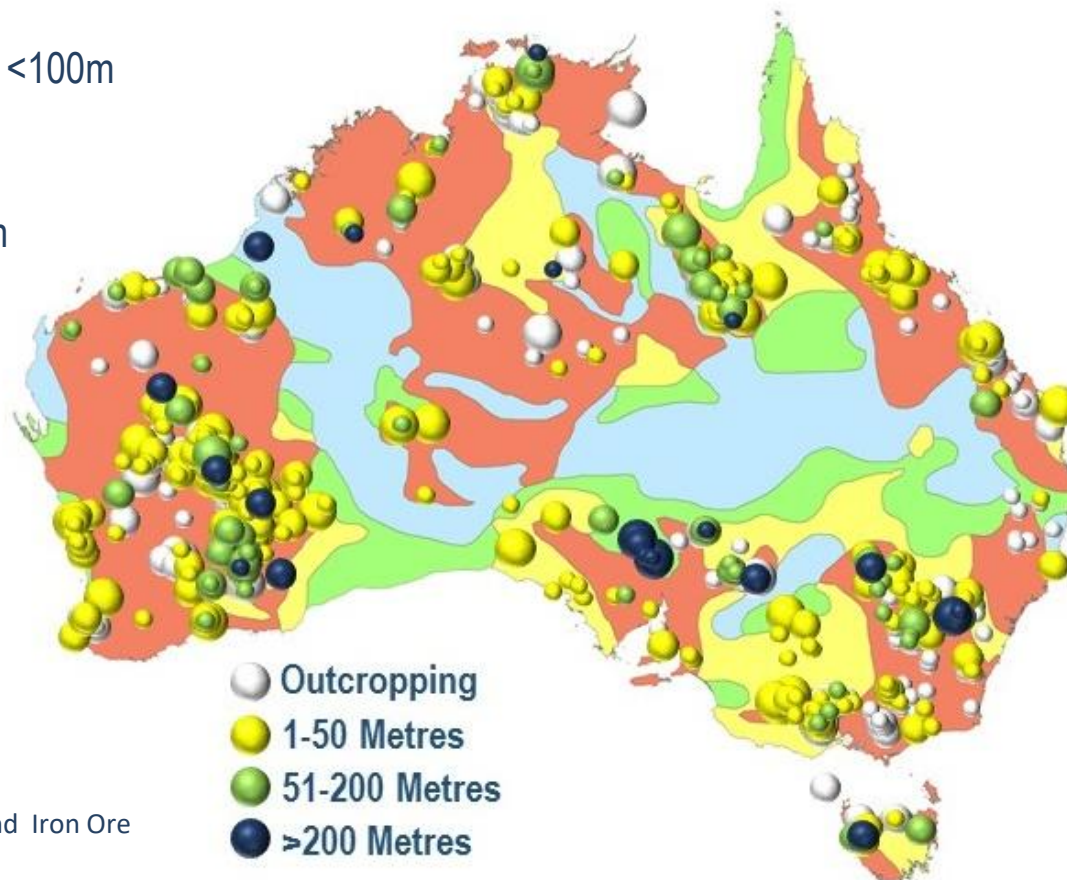 <100m
Outcropping
1-50 Metres
51-200 Metres
>200 Metres
Iron Ore